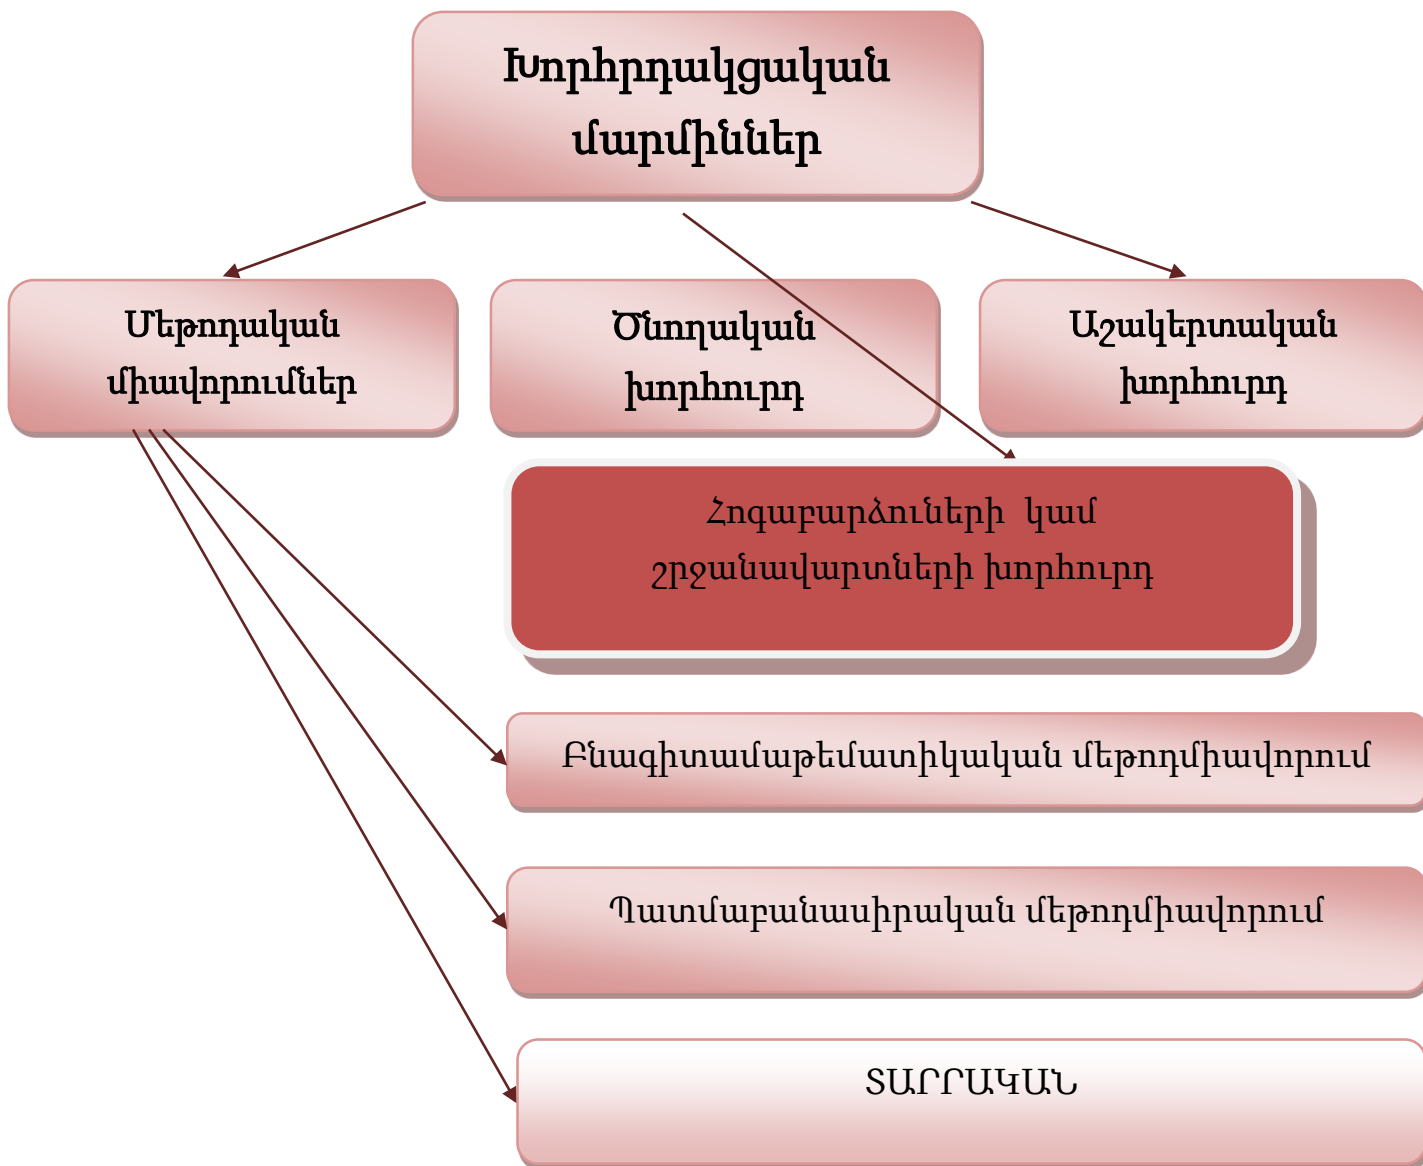 Խորհրդակցական
մարմիններ
Մեթոդական
միավորումներ
Ծնողական
խորհուրդ
Աշակերտական
խորհուրդ
Հոգաբարձուների կամ
շրջանավարտների խորհուրդ
Բնագիտամաթեմատիկական մեթոդմիավորում
Պատմաբանասիրական մեթոդմիավորում
ՏԱՐՐԱԿԱՆ